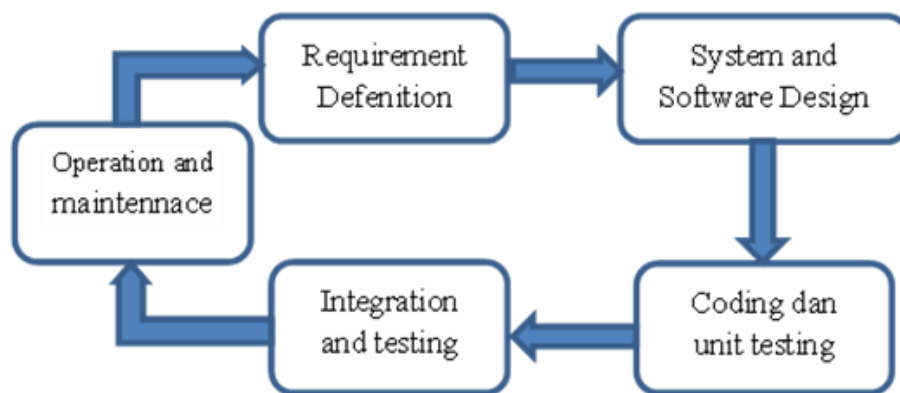 Requirement
Defenition
System and
Software Design
Coding dan
unit testing
Integration
and testing
Operation and
maintennace